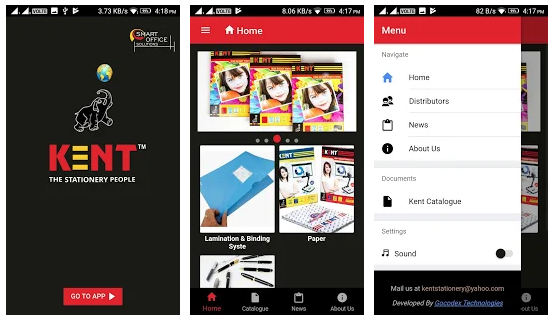 VOLTE 3.73 KB/s 4:18 PM
SMART
OFFICE
SOLUTIONS
KENT TM
THE STATIONERY PEOPLE
GO TO APP
VOLTE 8.06 KB/s 4:17 PM
Home
KENT
Lamination & Binding
Syste
Paper
KENT
Home
Catalogue
News
About Us
VOLTE 82 B/s 4:17 PM
Menu
Navigate
Home
Distributors
News
About Us
Documents
Kent Catalogue
Settings
Sound
Mail us at kentstationery@yahoo.com
Developed By Gocodex Technologies
About Us